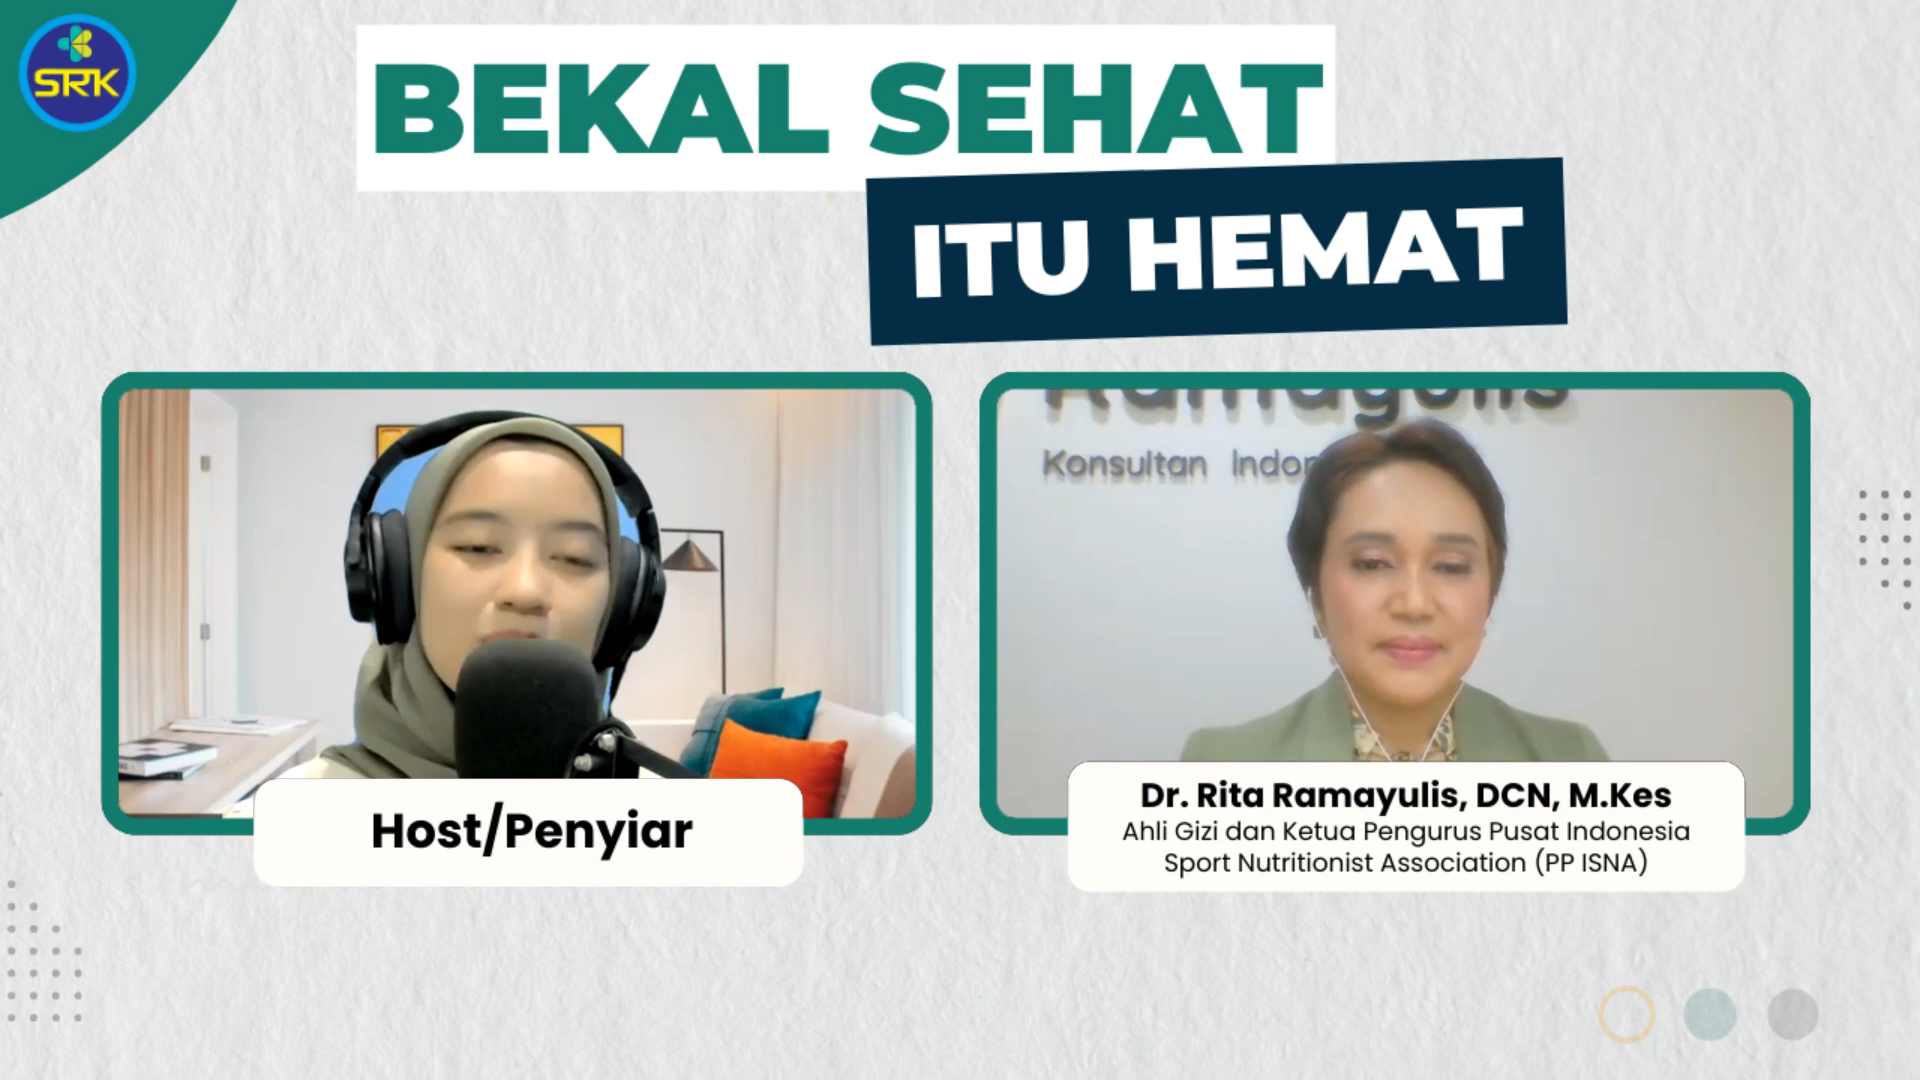 SRK
BEKAL SEHAT
ITU HEMAT
Ramayulis
Konsultan Indon
Host/Penyiar
Dr. Rita Ramayulis, DCN, M.Kes
Ahli Gizi dan Ketua Pengurus Pusat Indonesia
Sport Nutritionist Association (PP ISNA)